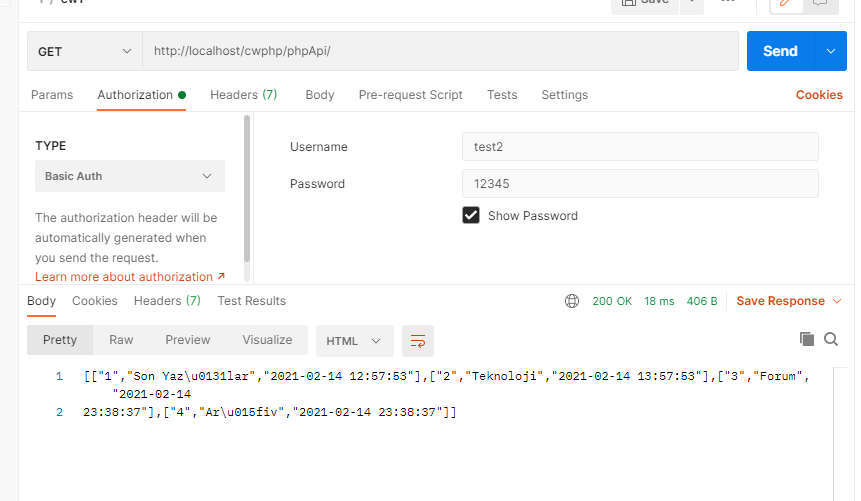 / cw1 Save
GET http://localhost/cwphp/phpApi/ Send
Params Authorization Headers (7) Body Pre-request Script Tests Settings Cookies
TYPE
Basic Auth
The authorization header will be
automatically generated when
you send the request.
Learn more about authorization ↗
Username test2
Password 12345
Show Password
Body Cookies Headers (7) Test Results 200 OK 18 ms 406 B Save Response
Pretty Raw Preview Visualize HTML
1 [["1","Son Yaz\u0131lar","2021-02-14 12:57:53"],["2","Teknoloji","2021-02-14 13:57:53"],["3","Forum",
"2021-02-14
2 23:38:37"],["4","Ar\u015fiv","2021-02-14 23:38:37"]]